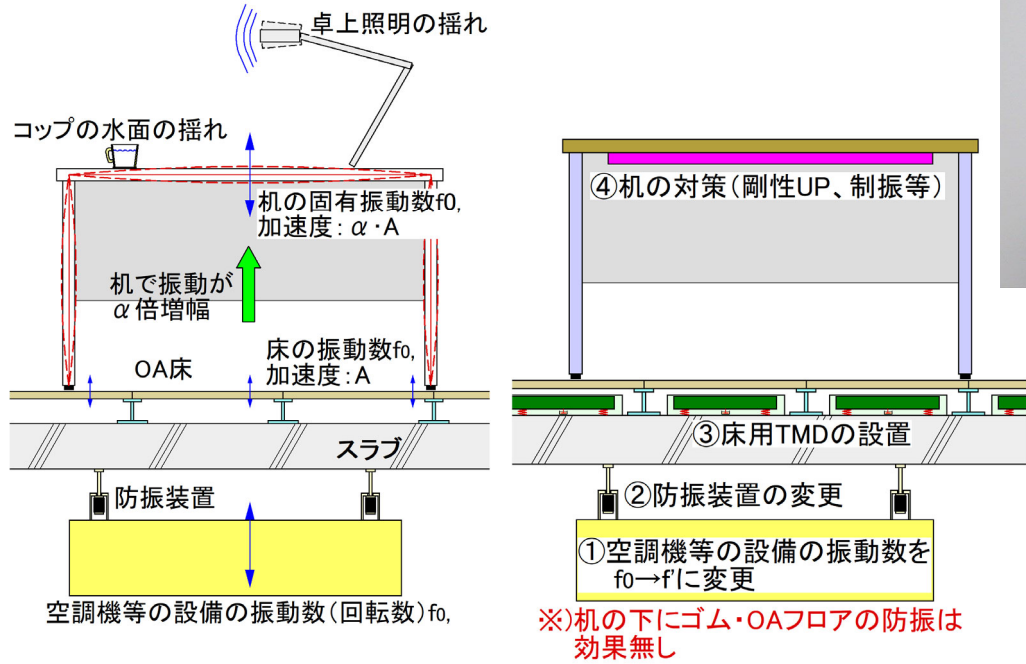 卓上照明の揺れ
コップの水面の揺れ
机の固有振動数f0,
加速度：α・A
机で振動が
α倍増幅
床の振動数f0,
加速度：A
OA床
スラブ
防振装置
空調機等の設備の振動数(回転数)f0,
④机の対策(剛性UP、制振等)
③床用TMDの設置
②防振装置の変更
①空調機等の設備の振動数を
f0→f'に変更
※)机の下にゴム・OAフロアの防振は
効果無し